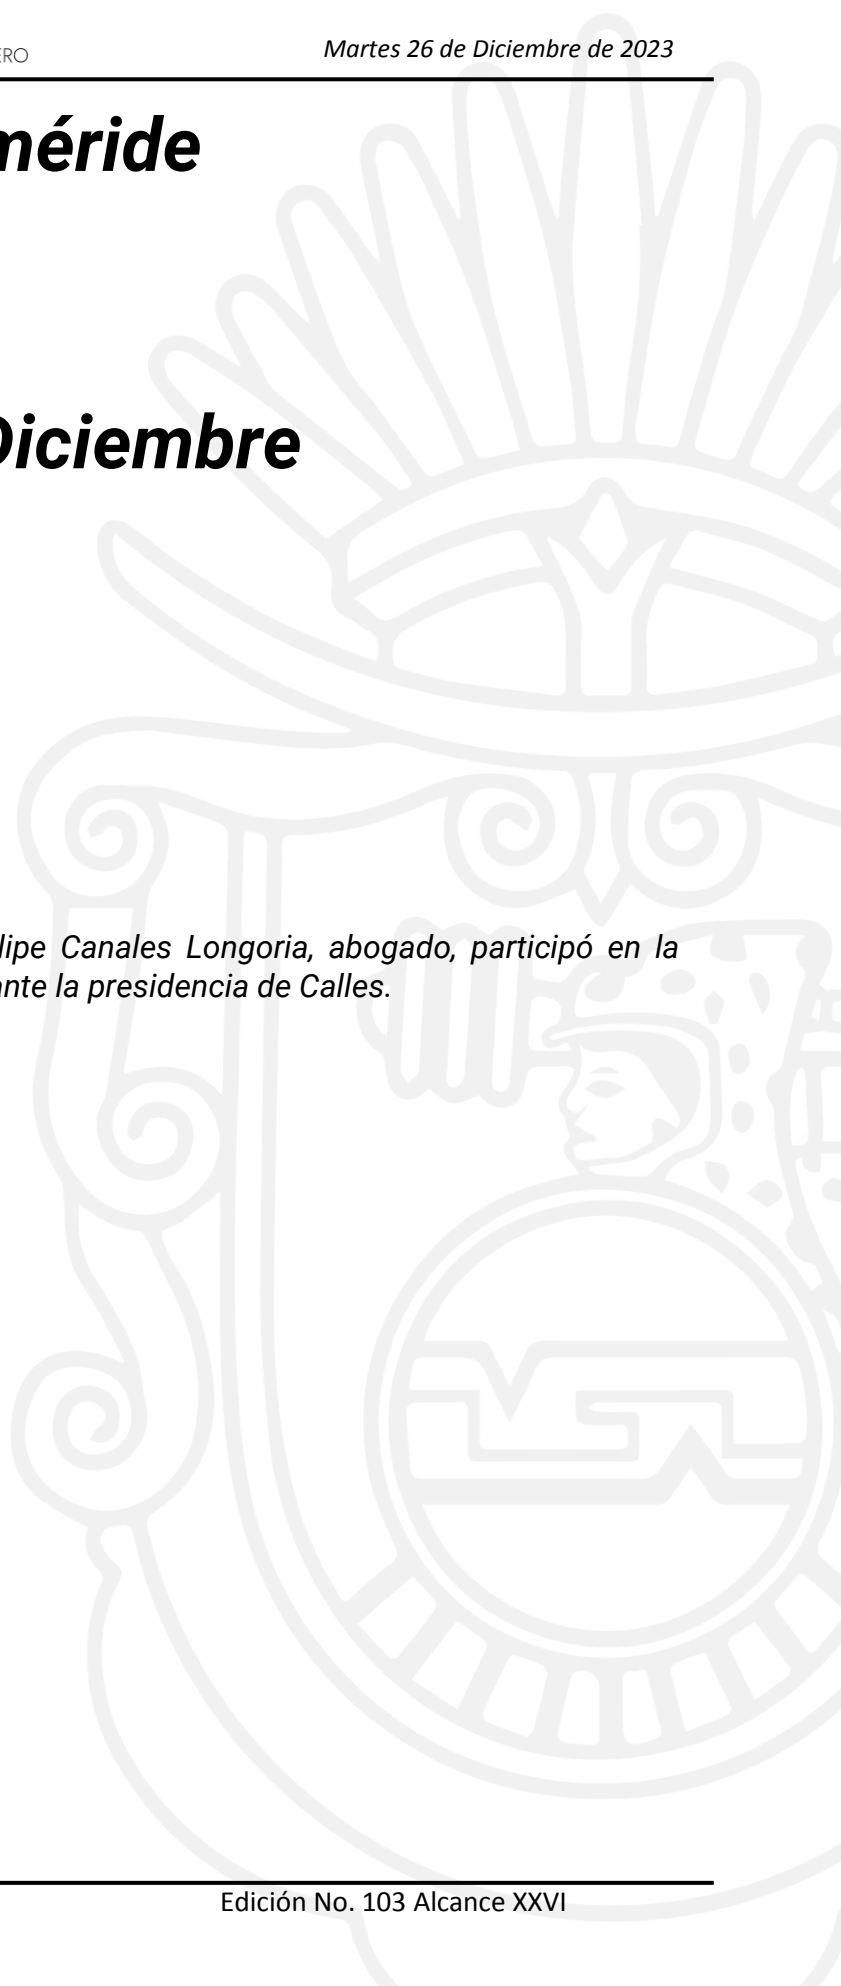 ERO
Martes 26 de Diciembre de 2023
méride
Diciembre
lipe Canales Longoria, abogado, participó en la
ante la presidencia de Calles.
Edición No. 103 Alcance XXVI